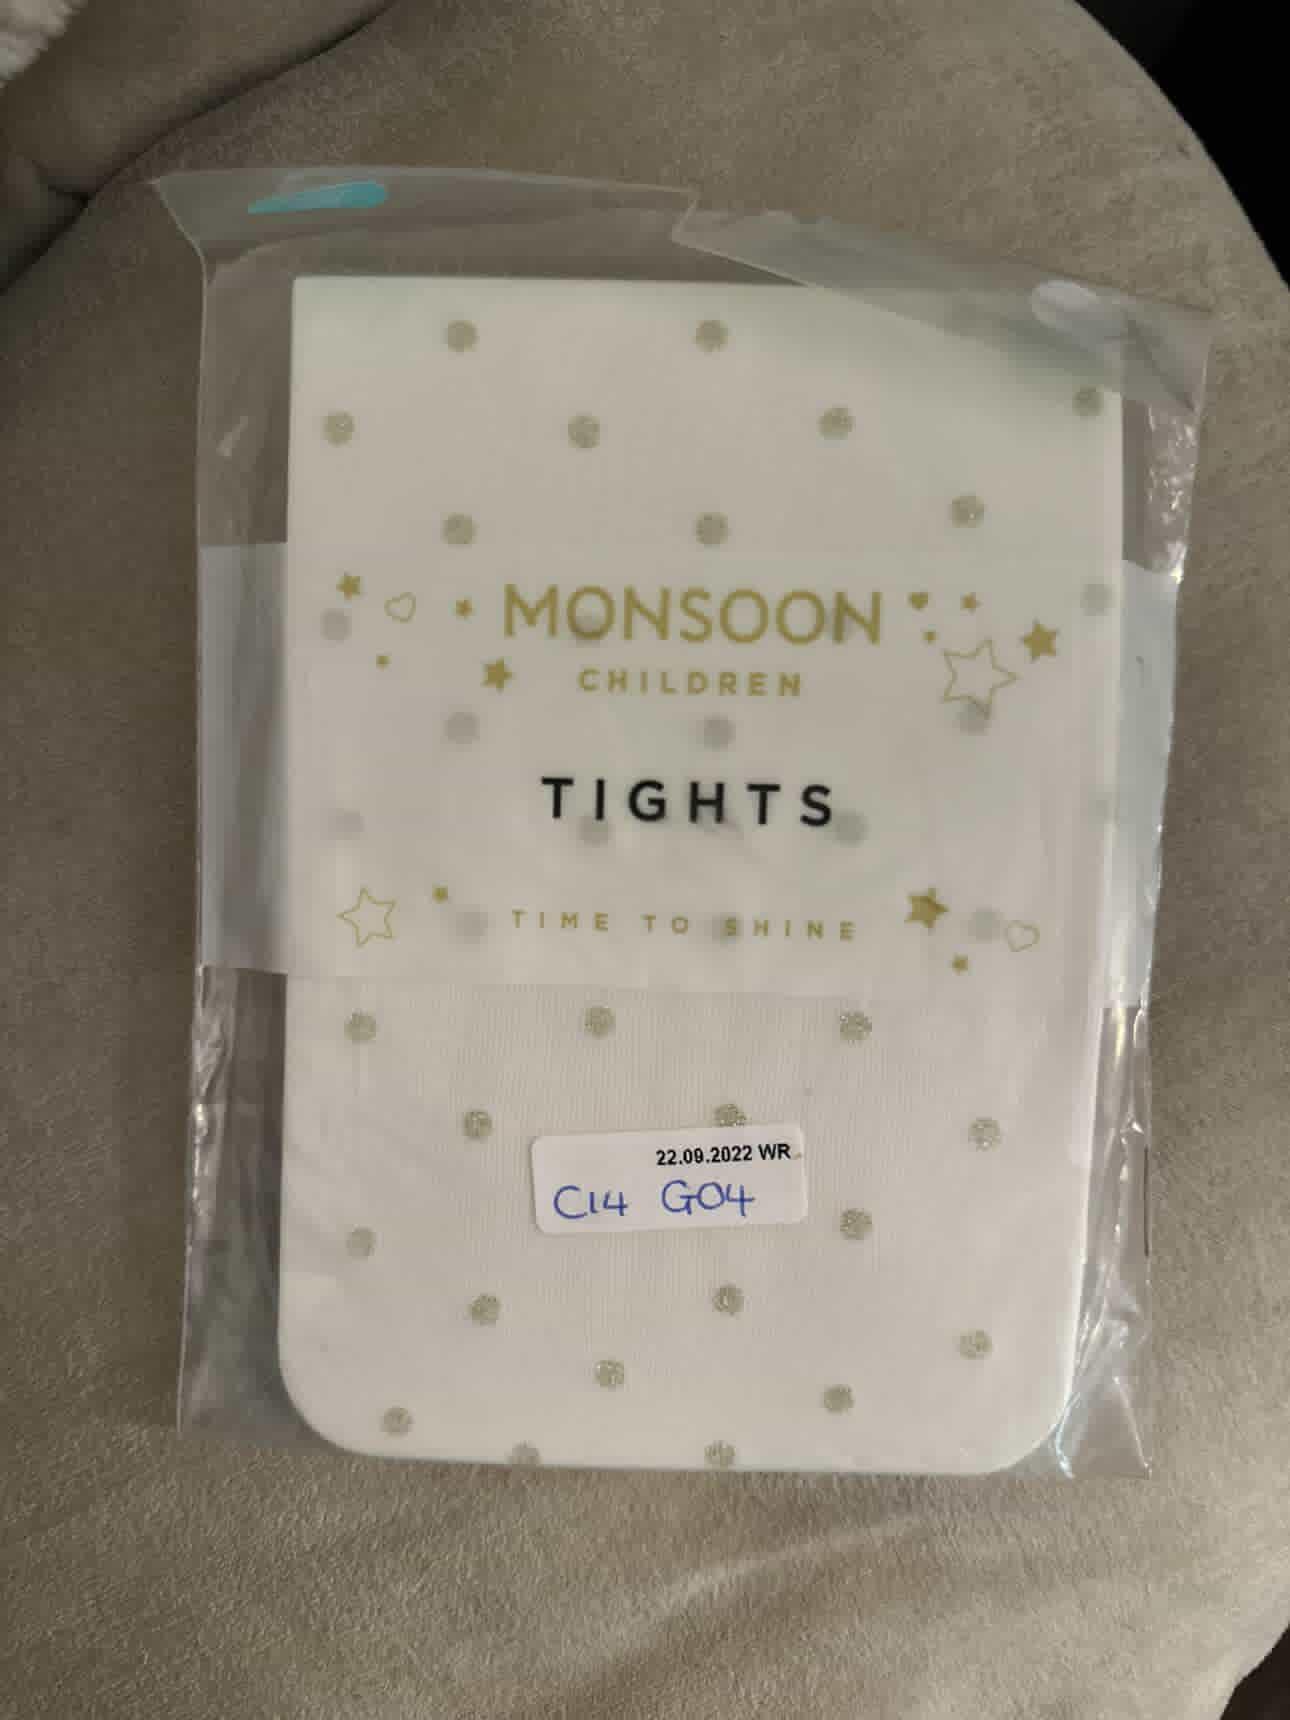 MONSOON
CHILDREN
TIGHTS
TIME TO SHINE
22.09.2022 WR
C14 G04